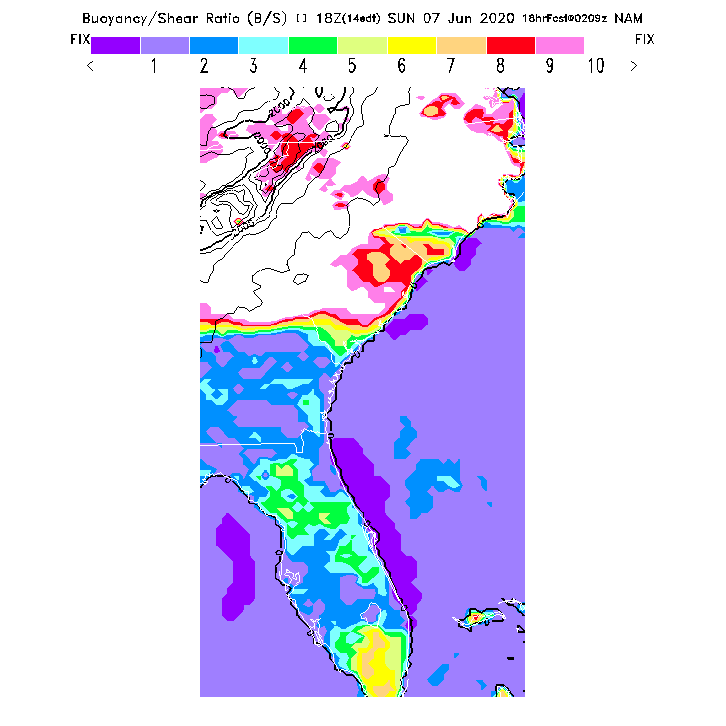 Buoyancy/Shear Ratio (B/S) [] 18Z(14edt) SUN 07 Jun 2020 18hrFcst@0209z NAM
FIX FIX
< 1 2 3 4 5 6 7 8 9 10 >
2000